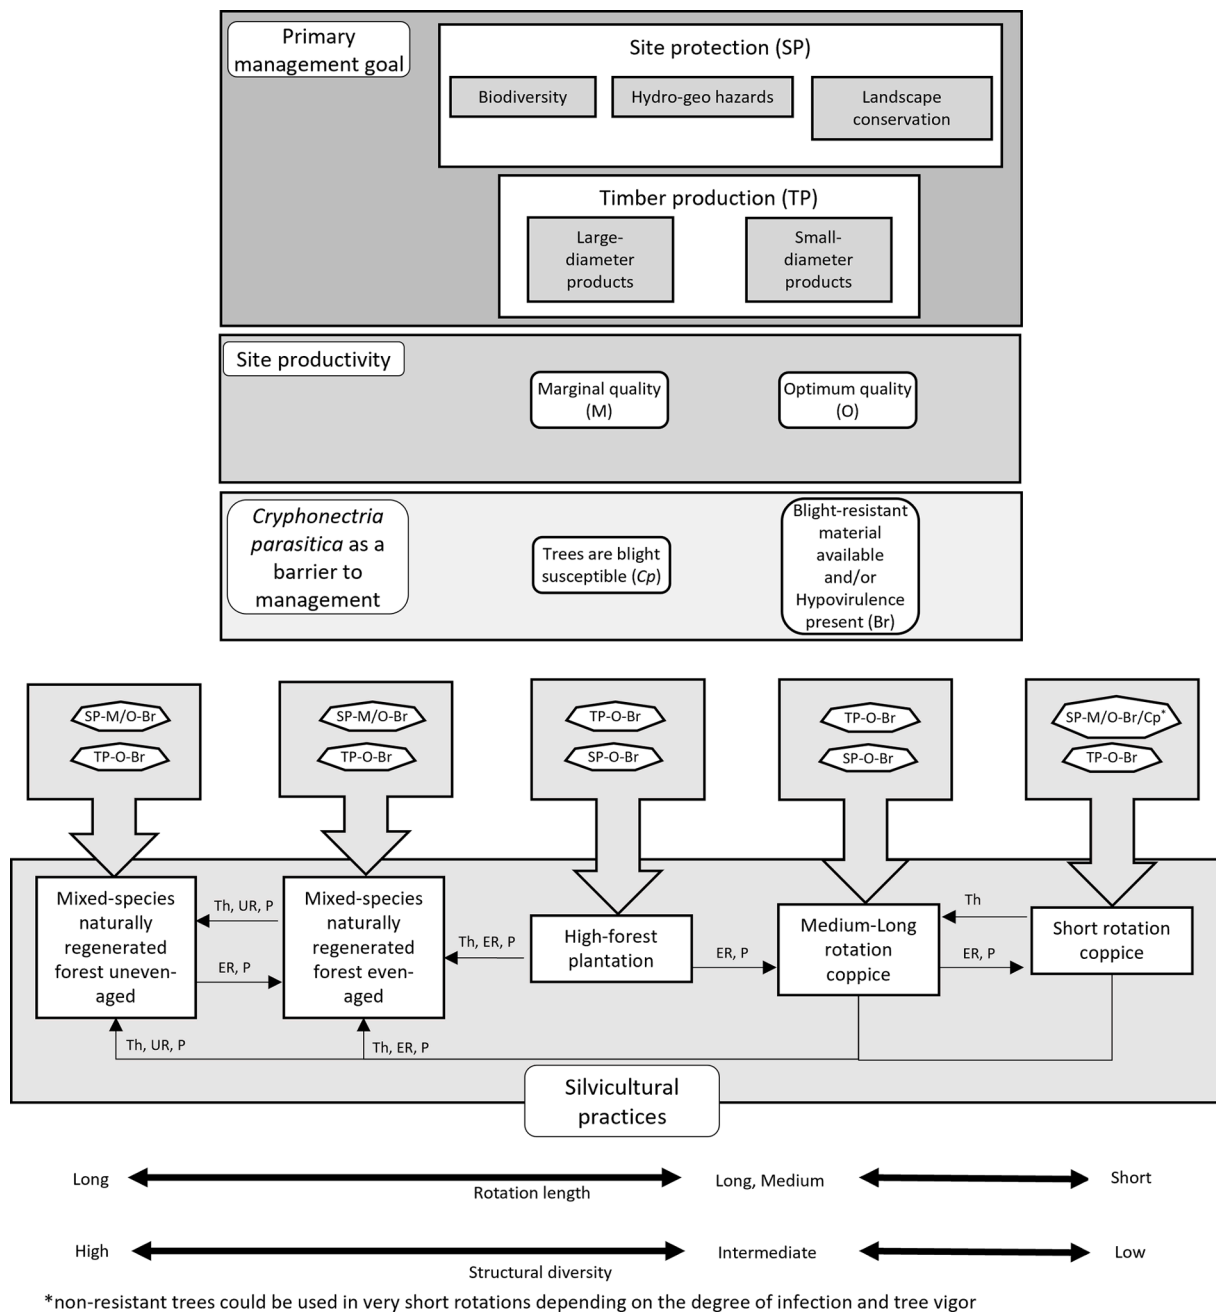 Primary
management goal
Site protection (SP)
Biodiversity
Hydro-geo hazards
Landscape
conservation
Timber production (TP)
Large-
diameter
products
Small-
diameter
products
Site productivity
Marginal quality
(M)
Optimum quality
(O)
Cryphonectria
parasitica as a
barrier to
management
Trees are blight
susceptible (Cp)
Blight-resistant
material
available
and/or
Hypovirulence
present (Br)
SP-M/O-Br
TP-O-Br
SP-M/O-Br
TP-O-Br
TP-O-Br
SP-O-Br
TP-O-Br
SP-O-Br
SP-M/O-Br/Cp*
TP-O-Br
Mixed-species
naturally
regenerated
forest uneven-
aged
Th, UR, P
ER, P
Mixed-species
naturally
regenerated
forest even-
aged
Th, ER, P
High-forest
plantation
ER, P
Medium-Long
rotation
coppice
Th
ER, P
Short rotation
coppice
Th, UR, P
Th, ER, P
Silvicultural
practices
Long
Rotation length
Long, Medium
Short
High
Structural diversity
Intermediate
Low
*non-resistant trees could be used in very short rotations depending on the degree of infection and tree vigor